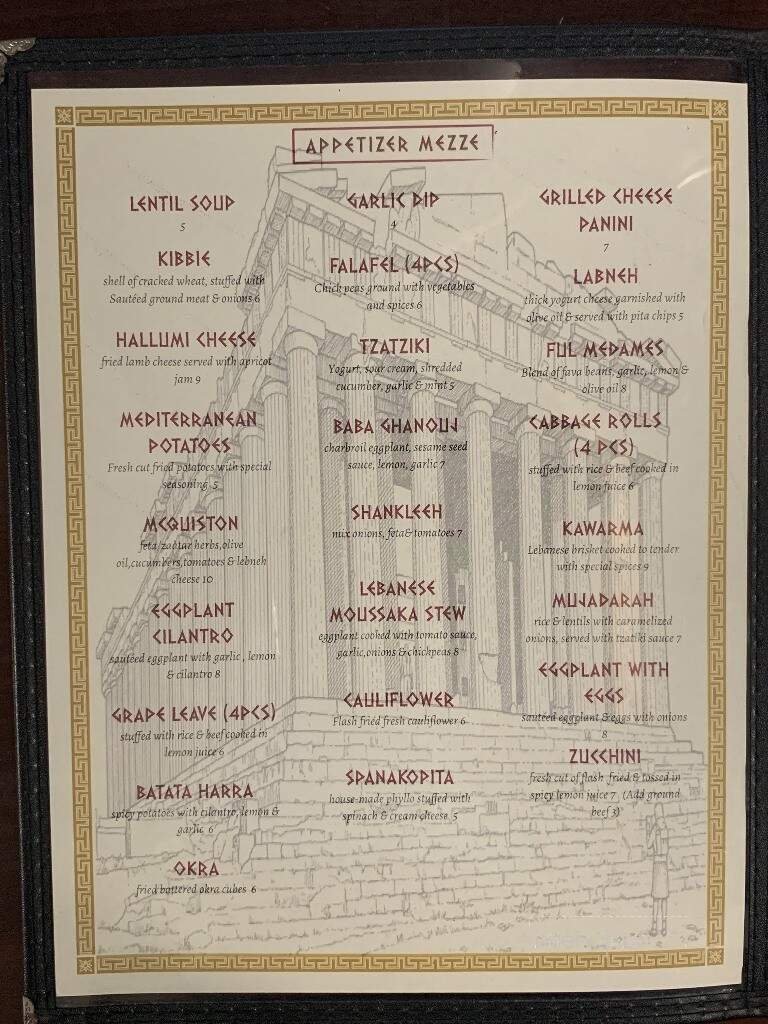 APPETIZER MEZZE
LENTIL SOUP
5
KIBBIE
shell of cracked wheat, stuffed with
Sautéed ground meat & onions 6
HALLUMI CHEESE
fried lamb cheese served with apricot
jam 9
MEDITERRANEAN
POTATOES
Fresh cut fried potatoes with special
seasoning 5
MCQUISTON
feta/zahtar herbs,olive
oil,cucumbers,tomatoes & lebneh
cheese 10
EGGPLANT
CILANTRO
sautéed eggplant with garlic , lemon
& cilantro 8
GRAPE LEAVE (4PCS)
stuffed with rice & beef cooked in
lemon juice 6
BATATA HARRA
spicy potatoes with cilantro, lemon &
garlic 6
OKRA
fried battered okra cubes 6
GARLIC DIP
4
FALAFEL (4PCS)
Chick peas ground with vegetables
and spices 6
TZATZIKI
Yogurt, sour cream, shredded
cucumber, garlic & mint 5
BABA GHANOUJ
charbroil eggplant, sesame seed
sauce, lemon, garlic 7
SHANKLEEH
mix onions, feta& tomatoes 7
LEBANESE
MOUSSAKA STEW
eggplant cooked with tomato sauce,
garlic,onions & chickpeas 8
CAULIFLOWER
Flash fried fresh cauliflower 6
SPANAKOPITA
house-made phyllo stuffed with
spinach & cream cheese 5
GRILLED CHEESE
PANINI
7
LABNEH
thick yogurt cheese garnished with
olive oil & served with pita chips 5
FUL MEDAMES
Blend of fava beans, garlic, lemon &
olive oil 8
CABBAGE ROLLS
(4 PCS)
stuffed with rice & beef cooked in
lemon juice 6
KAWARMA
Lebanese brisket cooked to tender
with special spices 9
MUJADARAH
rice & lentils with caramelized
onions, served with tzatiki sauce 7
EGGPLANT WITH
EGGS
sautéed eggplant & eggs with onions
8
ZUCCHINI
fresh cut of flash fried & tossed in
spicy lemon juice 7 (Add ground
beef 3)